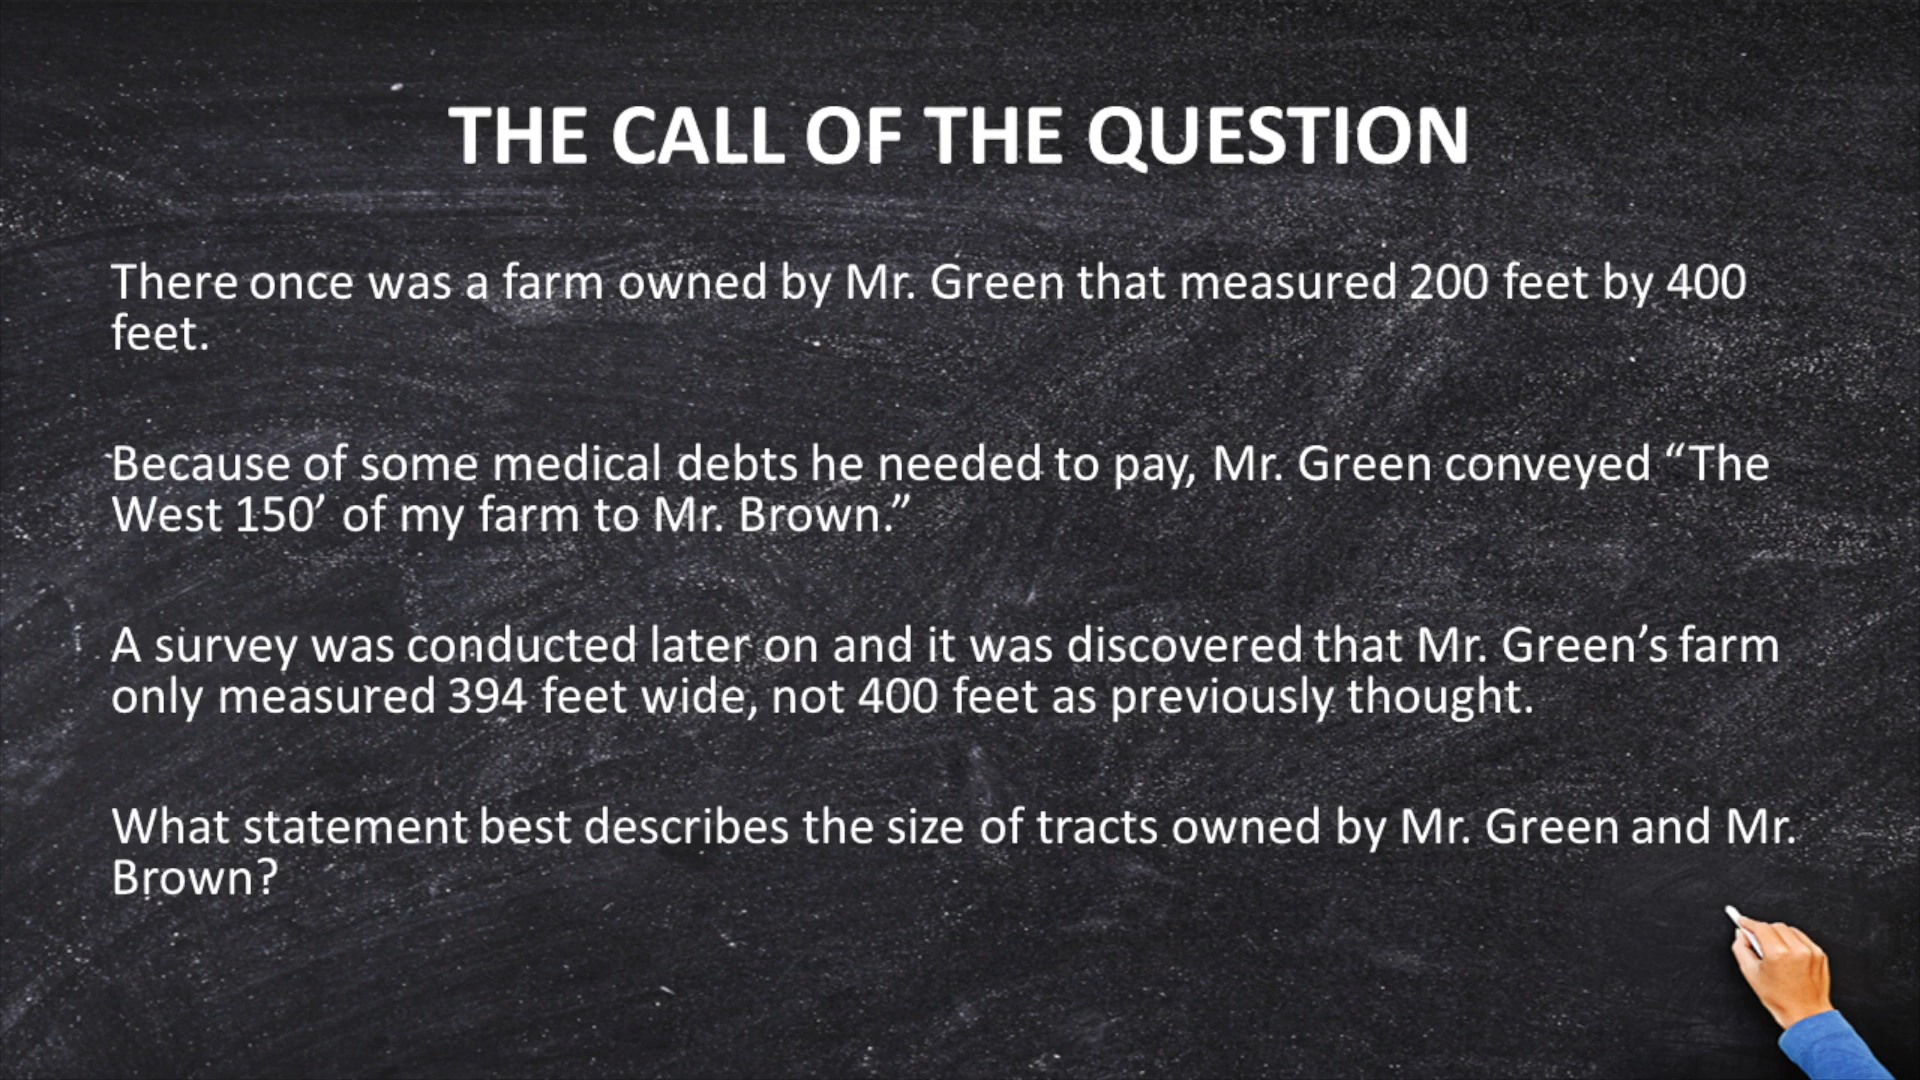 THE CALL OF THE QUESTION
There once was a farm owned by Mr. Green that measured 200 feet by 400
feet.
Because of some medical debts he needed to pay, Mr. Green conveyed “The
West 150’ of my farm to Mr. Brown.”
A survey was conducted later on and it was discovered that Mr. Green’s farm
only measured 394 feet wide, not 400 feet as previously thought.
What statement best describes the size of tracts owned by Mr. Green and Mr.
Brown?